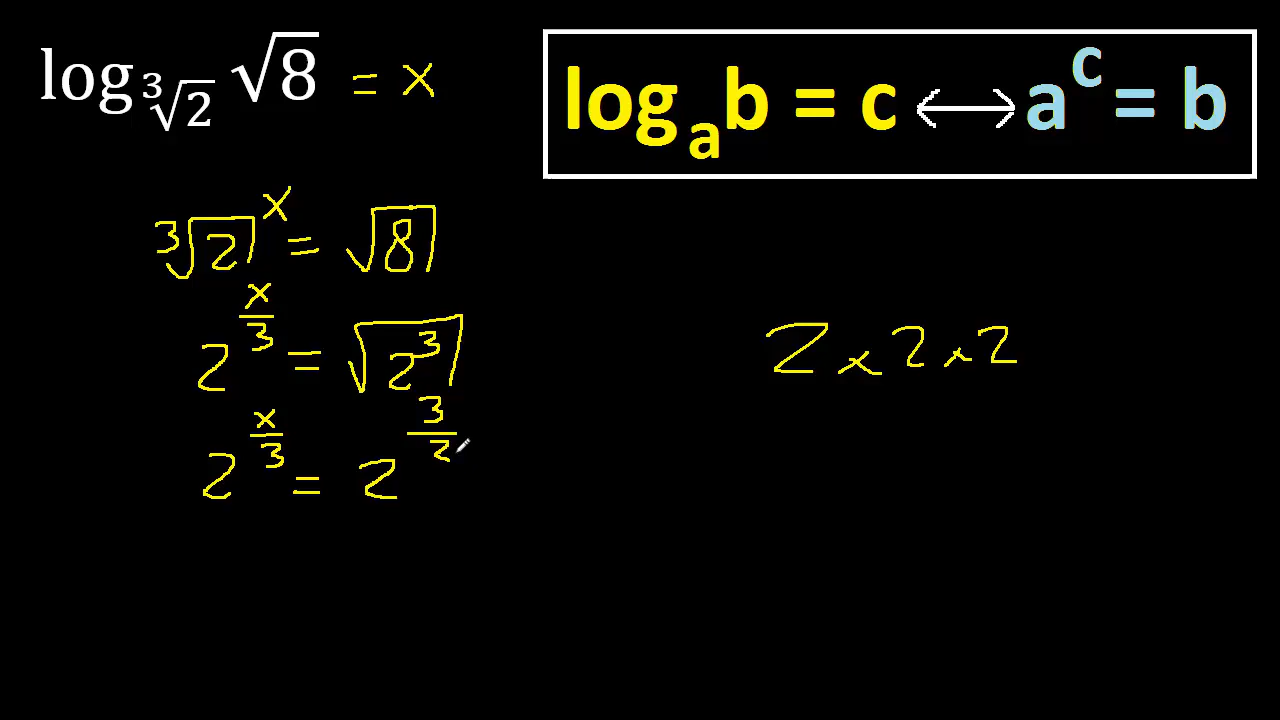 log ∛2 √8 = x
log a b = c ⟷ a^c = b
∛2^x = √8
2^(x/3) = √2^3
2 x 2 x 2
2^(x/3) = 2^(3/2)